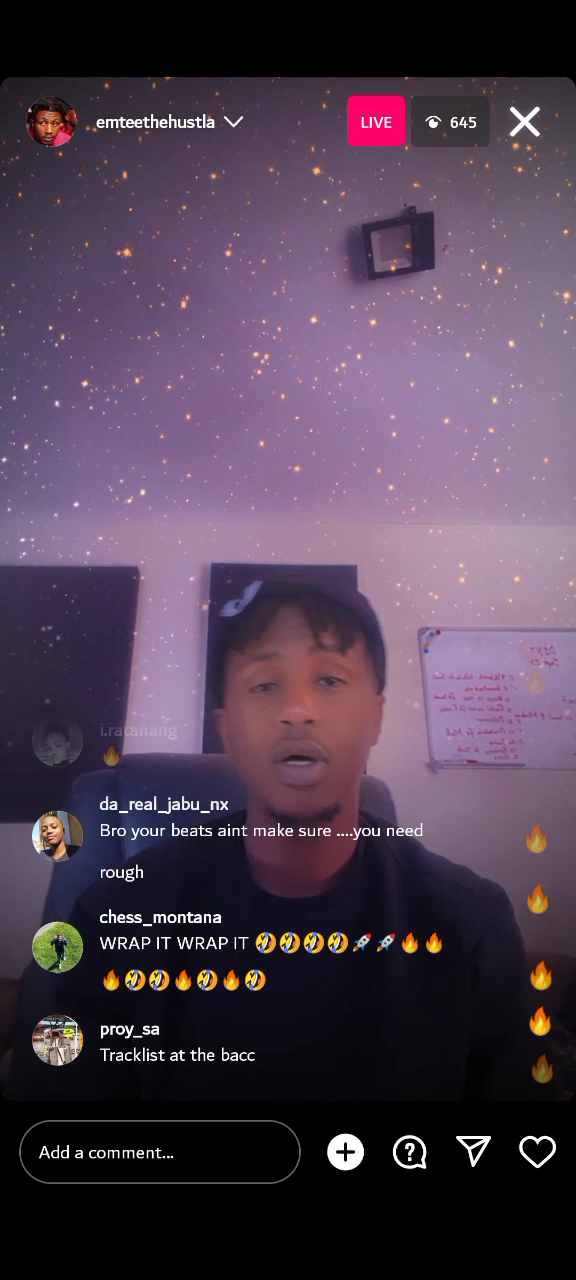 emteethehustla
LIVE
645
i.ratanang
🔥
da_real_jabu_nx
Bro your beats aint make sure ....you need
rough
chess_montana
WRAP IT WRAP IT 🤣🤣🤣🤣🚀🚀🔥🔥
🔥🤣🤣🔥🤣🔥🤣
proy_sa
Tracklist at the bacc
Add a comment...